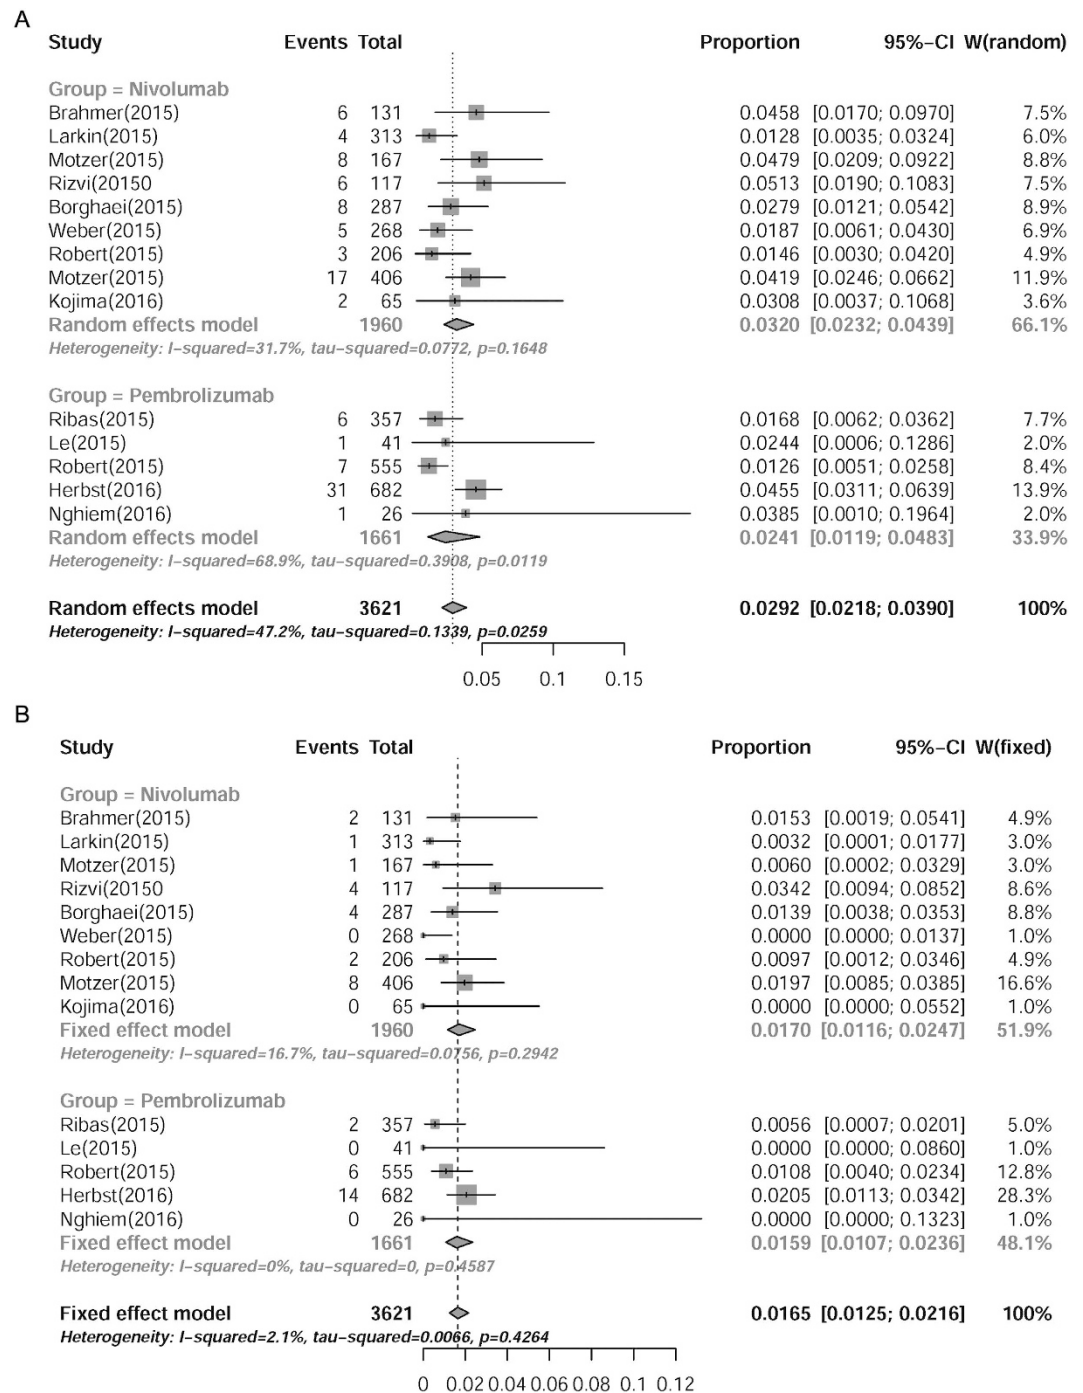 A
Study Events Total Proportion 95%−CI W(random)
Group = Nivolumab
Brahmer(2015) 6 131 0.0458 [0.0170; 0.0970] 7.5%
Larkin(2015) 4 313 0.0128 [0.0035; 0.0324] 6.0%
Motzer(2015) 8 167 0.0479 [0.0209; 0.0922] 8.8%
Rizvi(20150 6 117 0.0513 [0.0190; 0.1083] 7.5%
Borghaei(2015) 8 287 0.0279 [0.0121; 0.0542] 8.9%
Weber(2015) 5 268 0.0187 [0.0061; 0.0430] 6.9%
Robert(2015) 3 206 0.0146 [0.0030; 0.0420] 4.9%
Motzer(2015) 17 406 0.0419 [0.0246; 0.0662] 11.9%
Kojima(2016) 2 65 0.0308 [0.0037; 0.1068] 3.6%
Random effects model 1960 0.0320 [0.0232; 0.0439] 66.1%
Heterogeneity: I−squared=31.7%, tau−squared=0.0772, p=0.1648
Group = Pembrolizumab
Ribas(2015) 6 357 0.0168 [0.0062; 0.0362] 7.7%
Le(2015) 1 41 0.0244 [0.0006; 0.1286] 2.0%
Robert(2015) 7 555 0.0126 [0.0051; 0.0258] 8.4%
Herbst(2016) 31 682 0.0455 [0.0311; 0.0639] 13.9%
Nghiem(2016) 1 26 0.0385 [0.0010; 0.1964] 2.0%
Random effects model 1661 0.0241 [0.0119; 0.0483] 33.9%
Heterogeneity: I−squared=68.9%, tau−squared=0.3908, p=0.0119
Random effects model 3621 0.0292 [0.0218; 0.0390] 100%
Heterogeneity: I−squared=47.2%, tau−squared=0.1339, p=0.0259
0.05 0.1 0.15
B
Study Events Total Proportion 95%−CI W(fixed)
Group = Nivolumab
Brahmer(2015) 2 131 0.0153 [0.0019; 0.0541] 4.9%
Larkin(2015) 1 313 0.0032 [0.0001; 0.0177] 3.0%
Motzer(2015) 1 167 0.0060 [0.0002; 0.0329] 3.0%
Rizvi(20150 4 117 0.0342 [0.0094; 0.0852] 8.6%
Borghaei(2015) 4 287 0.0139 [0.0038; 0.0353] 8.8%
Weber(2015) 0 268 0.0000 [0.0000; 0.0137] 1.0%
Robert(2015) 2 206 0.0097 [0.0012; 0.0346] 4.9%
Motzer(2015) 8 406 0.0197 [0.0085; 0.0385] 16.6%
Kojima(2016) 0 65 0.0000 [0.0000; 0.0552] 1.0%
Fixed effect model 1960 0.0170 [0.0116; 0.0247] 51.9%
Heterogeneity: I−squared=16.7%, tau−squared=0.0756, p=0.2942
Group = Pembrolizumab
Ribas(2015) 2 357 0.0056 [0.0007; 0.0201] 5.0%
Le(2015) 0 41 0.0000 [0.0000; 0.0860] 1.0%
Robert(2015) 6 555 0.0108 [0.0040; 0.0234] 12.8%
Herbst(2016) 14 682 0.0205 [0.0113; 0.0342] 28.3%
Nghiem(2016) 0 26 0.0000 [0.0000; 0.1323] 1.0%
Fixed effect model 1661 0.0159 [0.0107; 0.0236] 48.1%
Heterogeneity: I−squared=0%, tau−squared=0, p=0.4587
Fixed effect model 3621 0.0165 [0.0125; 0.0216] 100%
Heterogeneity: I−squared=2.1%, tau−squared=0.0066, p=0.4264
0 0.02 0.04 0.06 0.08 0.1 0.12